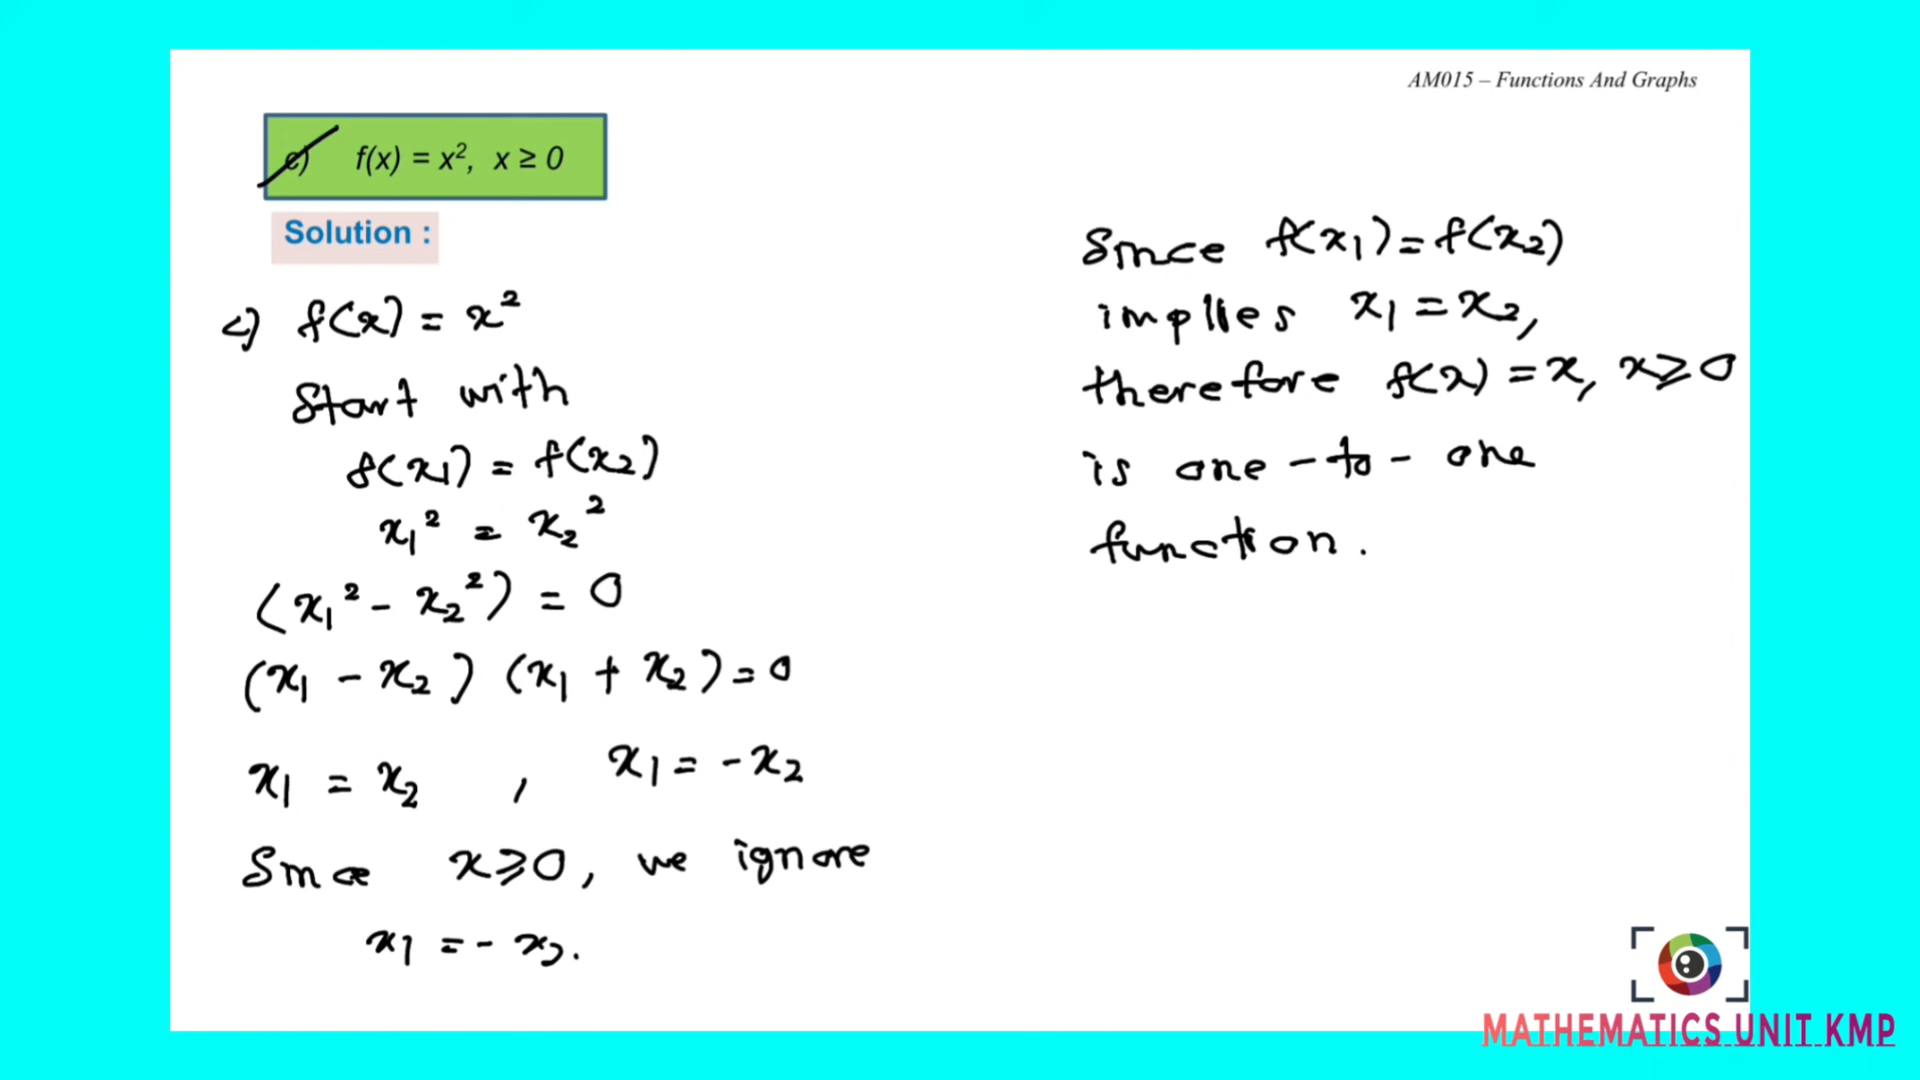 AM015 – Functions And Graphs
c) f(x) = x², x ≥ 0
Solution :
c) f(x) = x²
Start with
f(x₁) = f(x₂)
x₁² = x₂²
(x₁² - x₂²) = 0
(x₁ - x₂) (x₁ + x₂) = 0
x₁ = x₂ , x₁ = -x₂
Since x ≥ 0, we ignore
x₁ = - x₂.
Since f(x₁) = f(x₂)
implies x₁ = x₂,
therefore f(x) = x, x ≥ 0
is one - to - one
function.
MATHEMATICS UNIT KMP